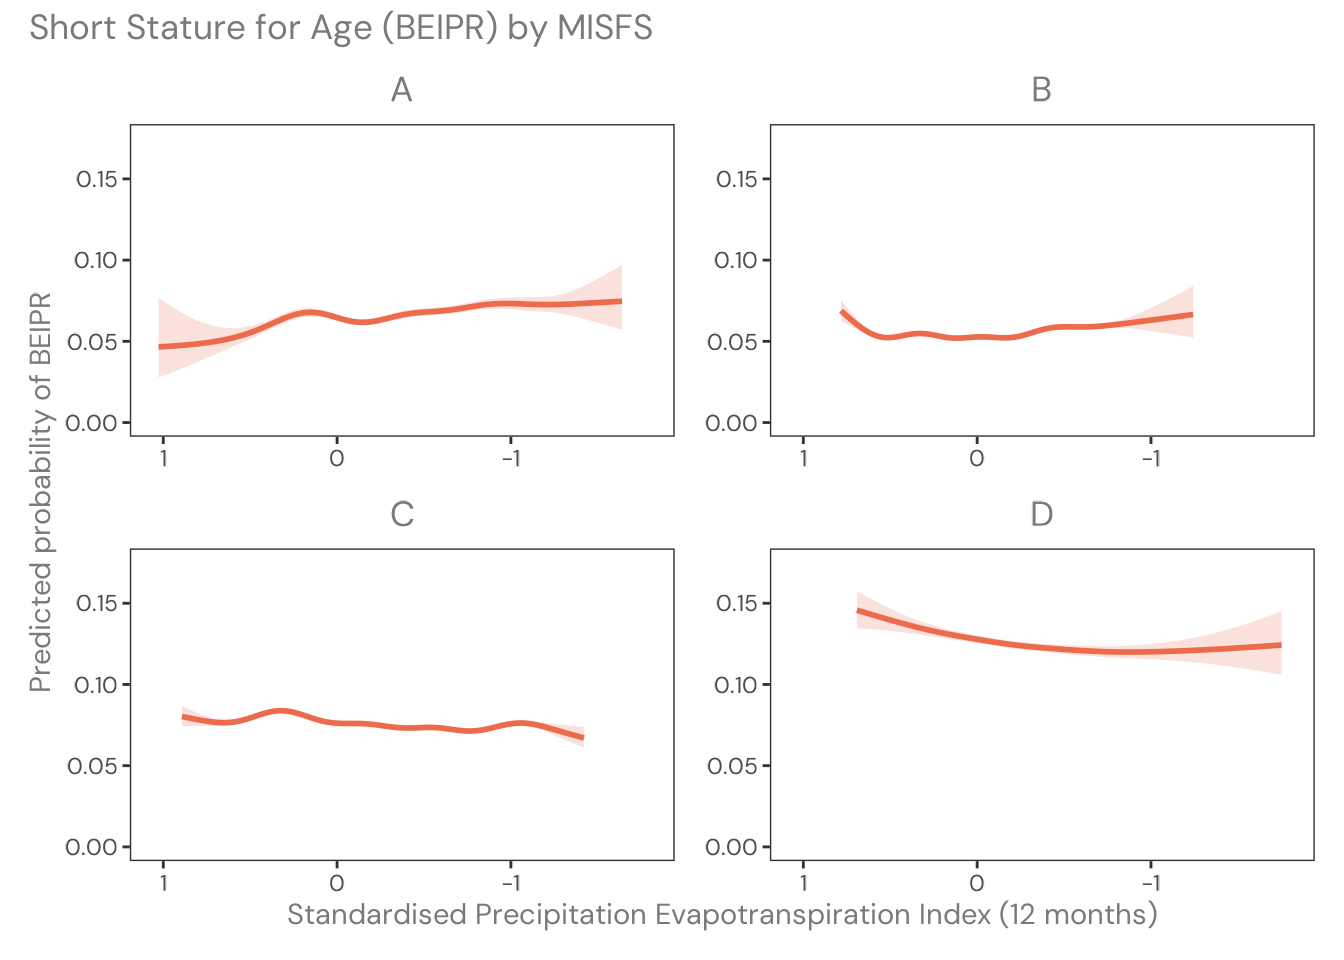 Short Stature for Age (BEIPR) by MISFS
A
B
0.15
0.10
0.05
0.00
1 0 -1
0.15
0.10
0.05
0.00
1 0 -1
C
D
0.15
0.10
0.05
0.00
1 0 -1
0.15
0.10
0.05
0.00
1 0 -1
Predicted probability of BEIPR
Standardised Precipitation Evapotranspiration Index (12 months)